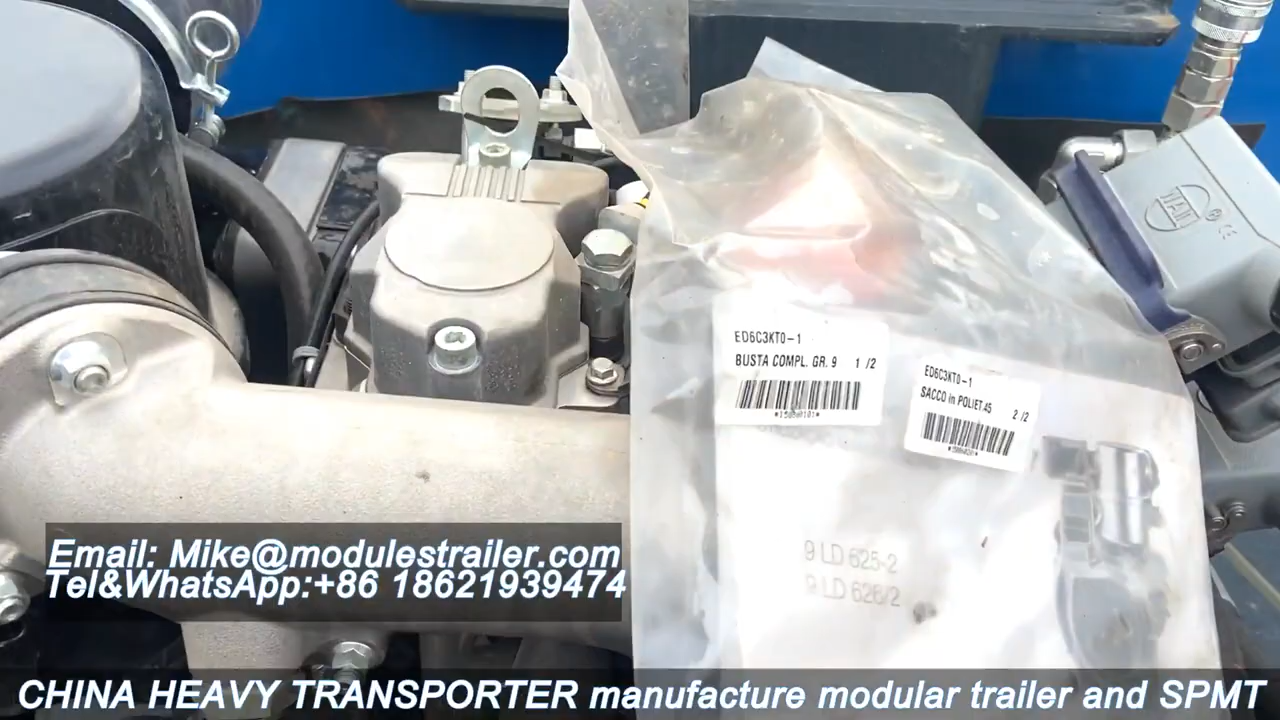 ED6C3KT0-1
BUSTA COMPL. GR. 9 1 /2
ED6C3KT0-1
SACCO in POLIET.45 2 /2
9 LD 625-2
9 LD 626/2
Email: Mike@modulestrailer.com
Tel&WhatsApp:+86 18621939474
CHINA HEAVY TRANSPORTER manufacture modular trailer and SPMT